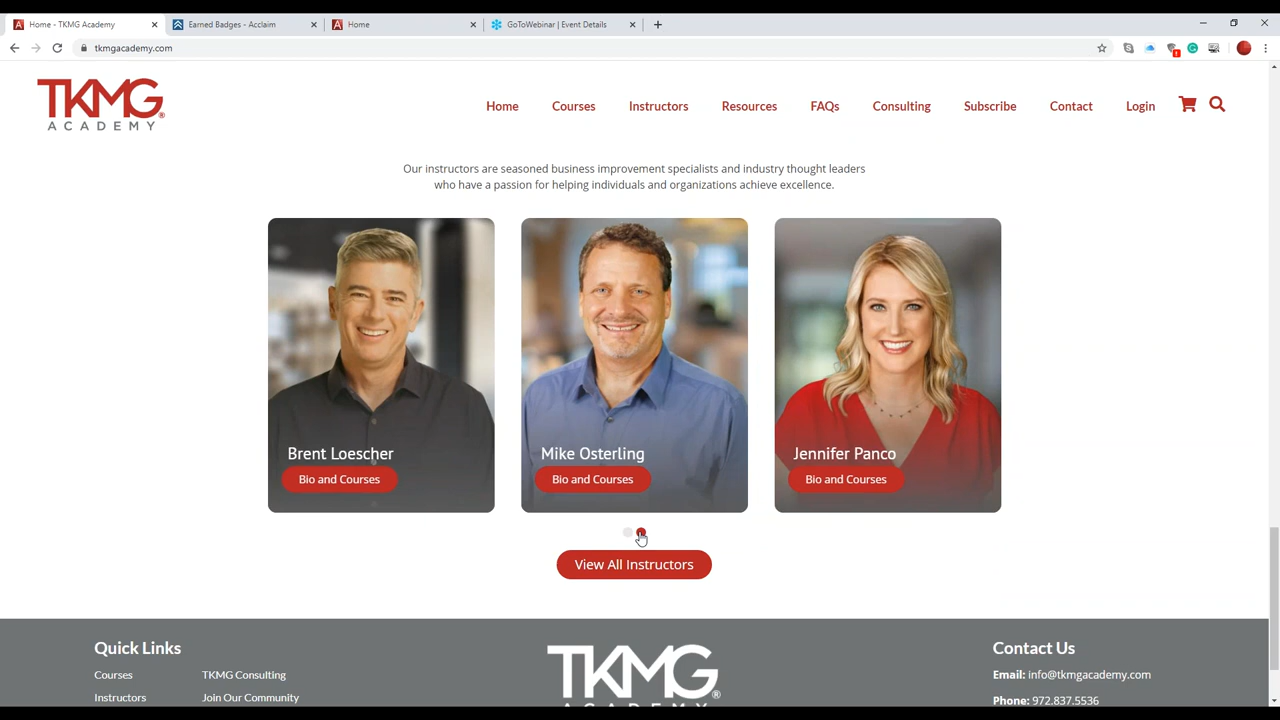 Home - TKMG Academy
Earned Badges - Acclaim
Home
GoToWebinar | Event Details
tkmgacademy.com
TKMG®
ACADEMY
Home
Courses
Instructors
Resources
FAQs
Consulting
Subscribe
Contact
Login
Our instructors are seasoned business improvement specialists and industry thought leaders
who have a passion for helping individuals and organizations achieve excellence.
Brent Loescher
Bio and Courses
Mike Osterling
Bio and Courses
Jennifer Panco
Bio and Courses
View All Instructors
Quick Links
Courses
TKMG Consulting
Instructors
Join Our Community
TKMG®
ACADEMY
Contact Us
Email: info@tkmgacademy.com
Phone: 972.837.5536